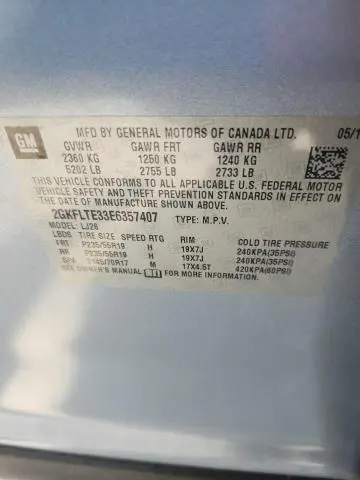 GM
MFD BY GENERAL MOTORS OF CANADA LTD. 05/1
GVWR GAWR FRT GAWR RR
2360 KG 1250 KG 1240 KG
5202 LB 2755 LB 2733 LB
THIS VEHICLE CONFORMS TO ALL APPLICABLE U.S. FEDERAL MOTOR
VEHICLE SAFETY AND THEFT PREVENTION STANDARDS IN EFFECT ON
THE DATE OF MANUFACTURE SHOWN ABOVE.
2GKFLTE33E6357407 TYPE: M.P.V.
MODEL: LJ26
LBDS TIRE SIZE SPEED RTG RIM COLD TIRE PRESSURE
FRT P235/55R19 H 19X7J 240KPA(35PSI)
RR P235/55R19 H 19X7J 240KPA(35PSI)
SPA T145/70R17 M 17X4.5T 420KPA(60PSI)
SEE OWNER'S MANUAL FOR MORE INFORMATION.